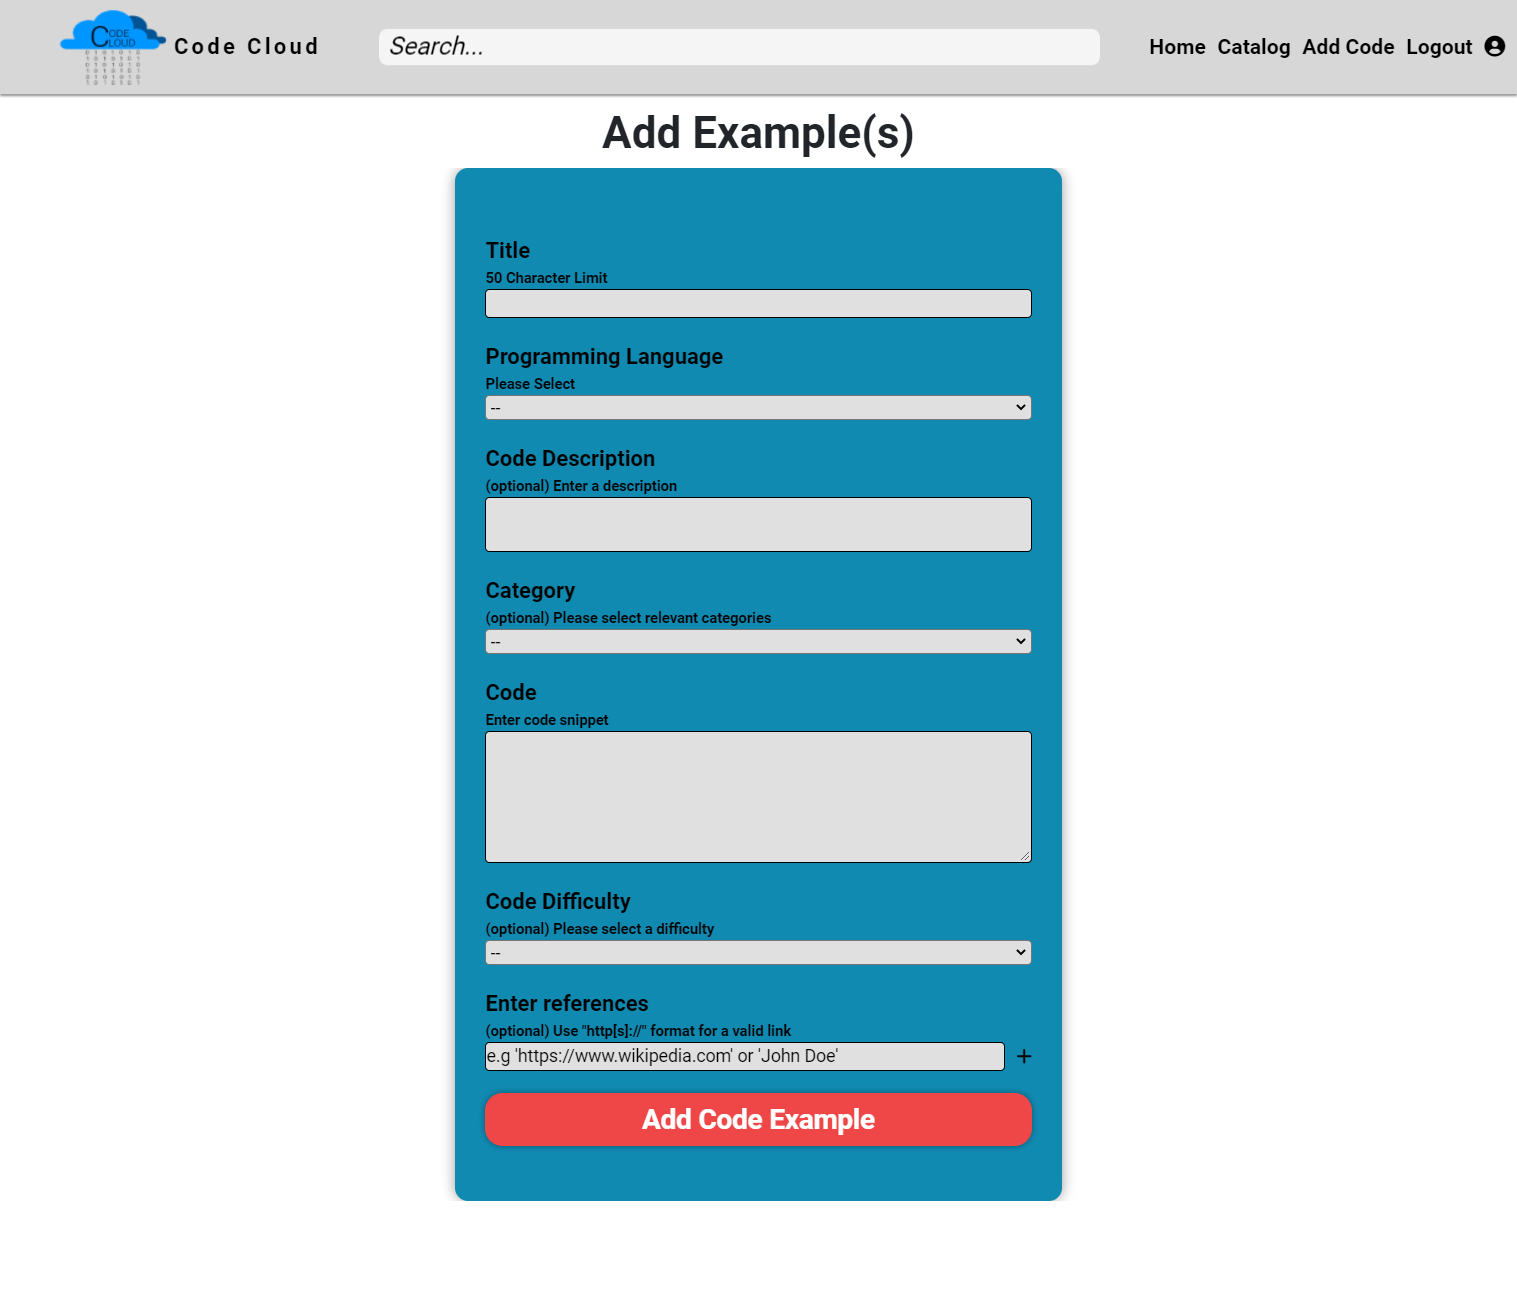 CODE
CLOUD
Code Cloud
Search...
Home Catalog Add Code Logout
Add Example(s)
Title
50 Character Limit
Programming Language
Please Select
--
Code Description
(optional) Enter a description
Category
(optional) Please select relevant categories
--
Code
Enter code snippet
Code Difficulty
(optional) Please select a difficulty
--
Enter references
(optional) Use "http[s]://" format for a valid link
e.g 'https://www.wikipedia.com' or 'John Doe'
+
Add Code Example